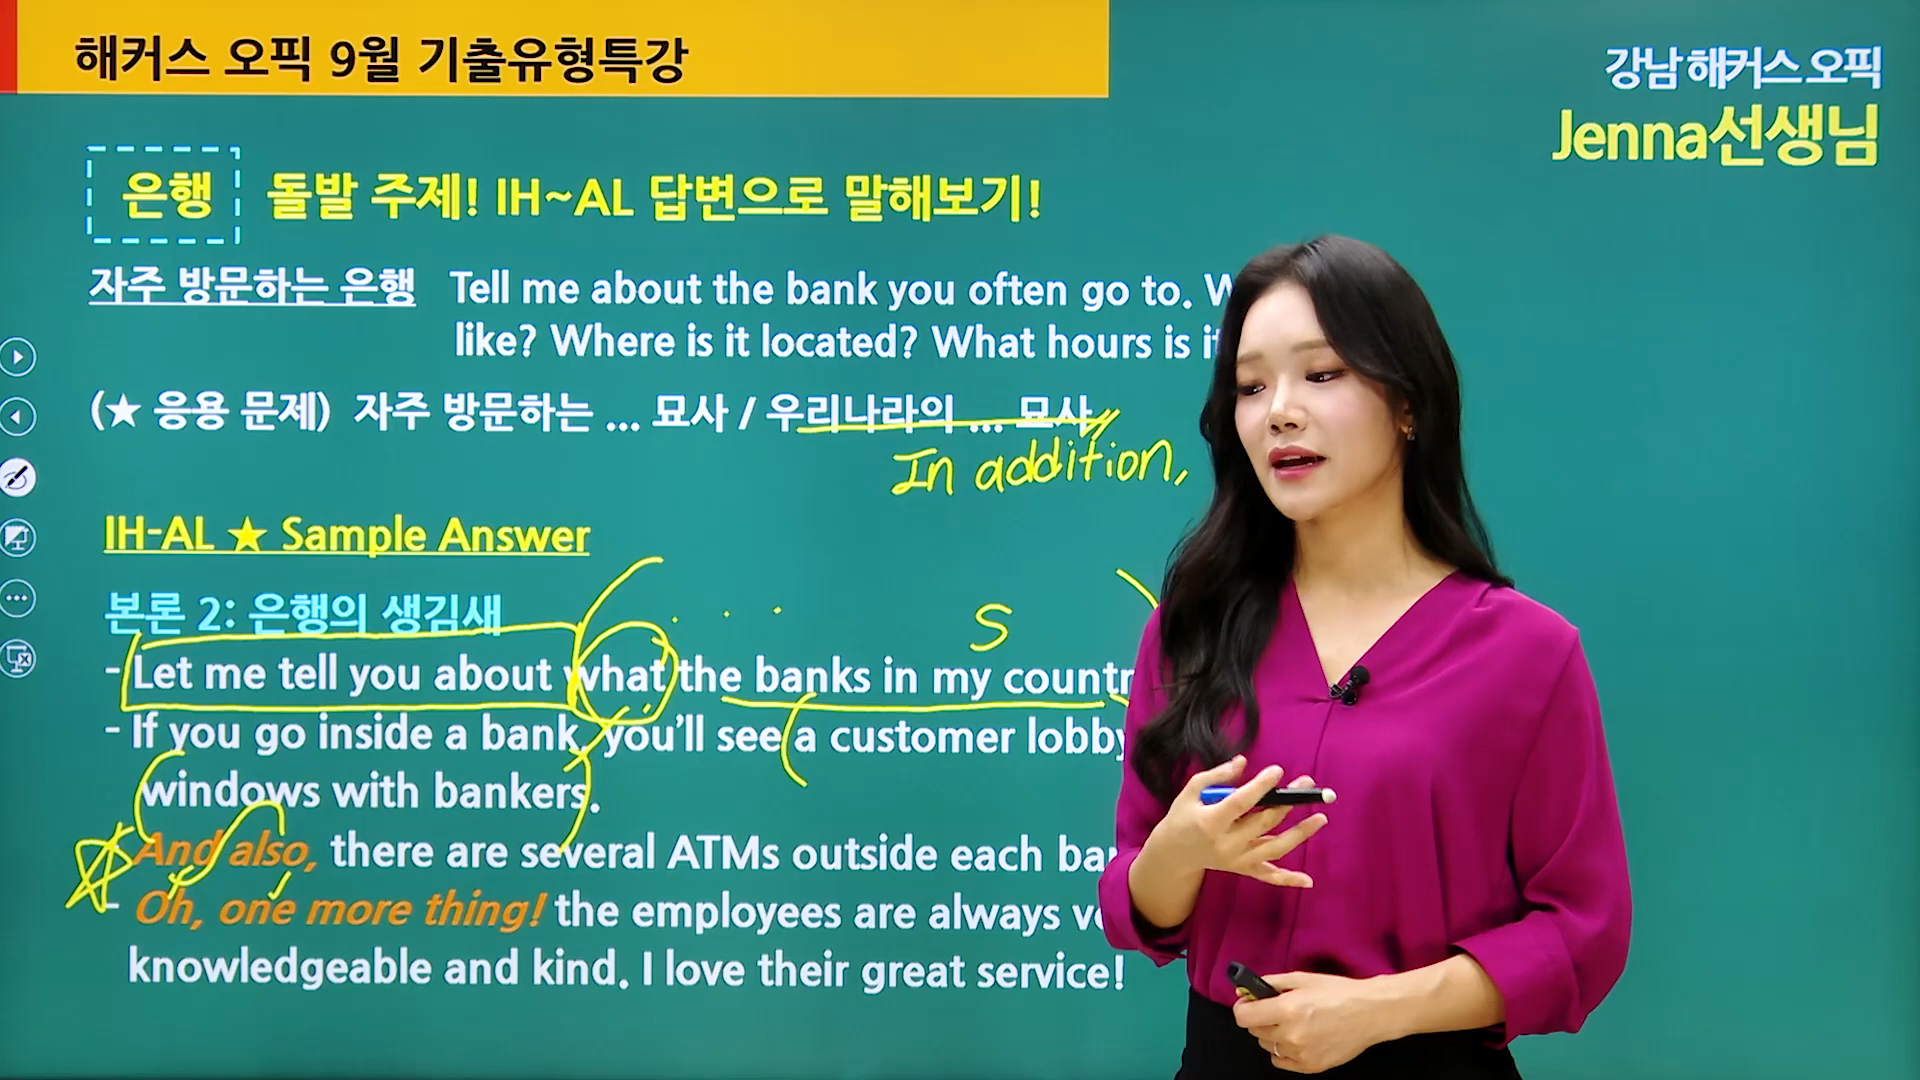 해커스 오픽 9월 기출유형특강
강남 해커스 오픽
Jenna선생님
은행 돌발 주제! IH~AL 답변으로 말해보기!
자주 방문하는 은행 Tell me about the bank you often go to.
like? Where is it located? What hours is
(★ 응용 문제) 자주 방문하는 ... 묘사 / 우리나라의 ... 묘사
In addition,
IH-AL ★ Sample Answer
본론 2: 은행의 생김새
S
- Let me tell you about what the banks in my
- If you go inside a bank, you'll see a customer lobby
windows with bankers.
- And also, there are several ATMs outside each
- Oh, one more thing! the employees are always
knowledgeable and kind. I love their great service!